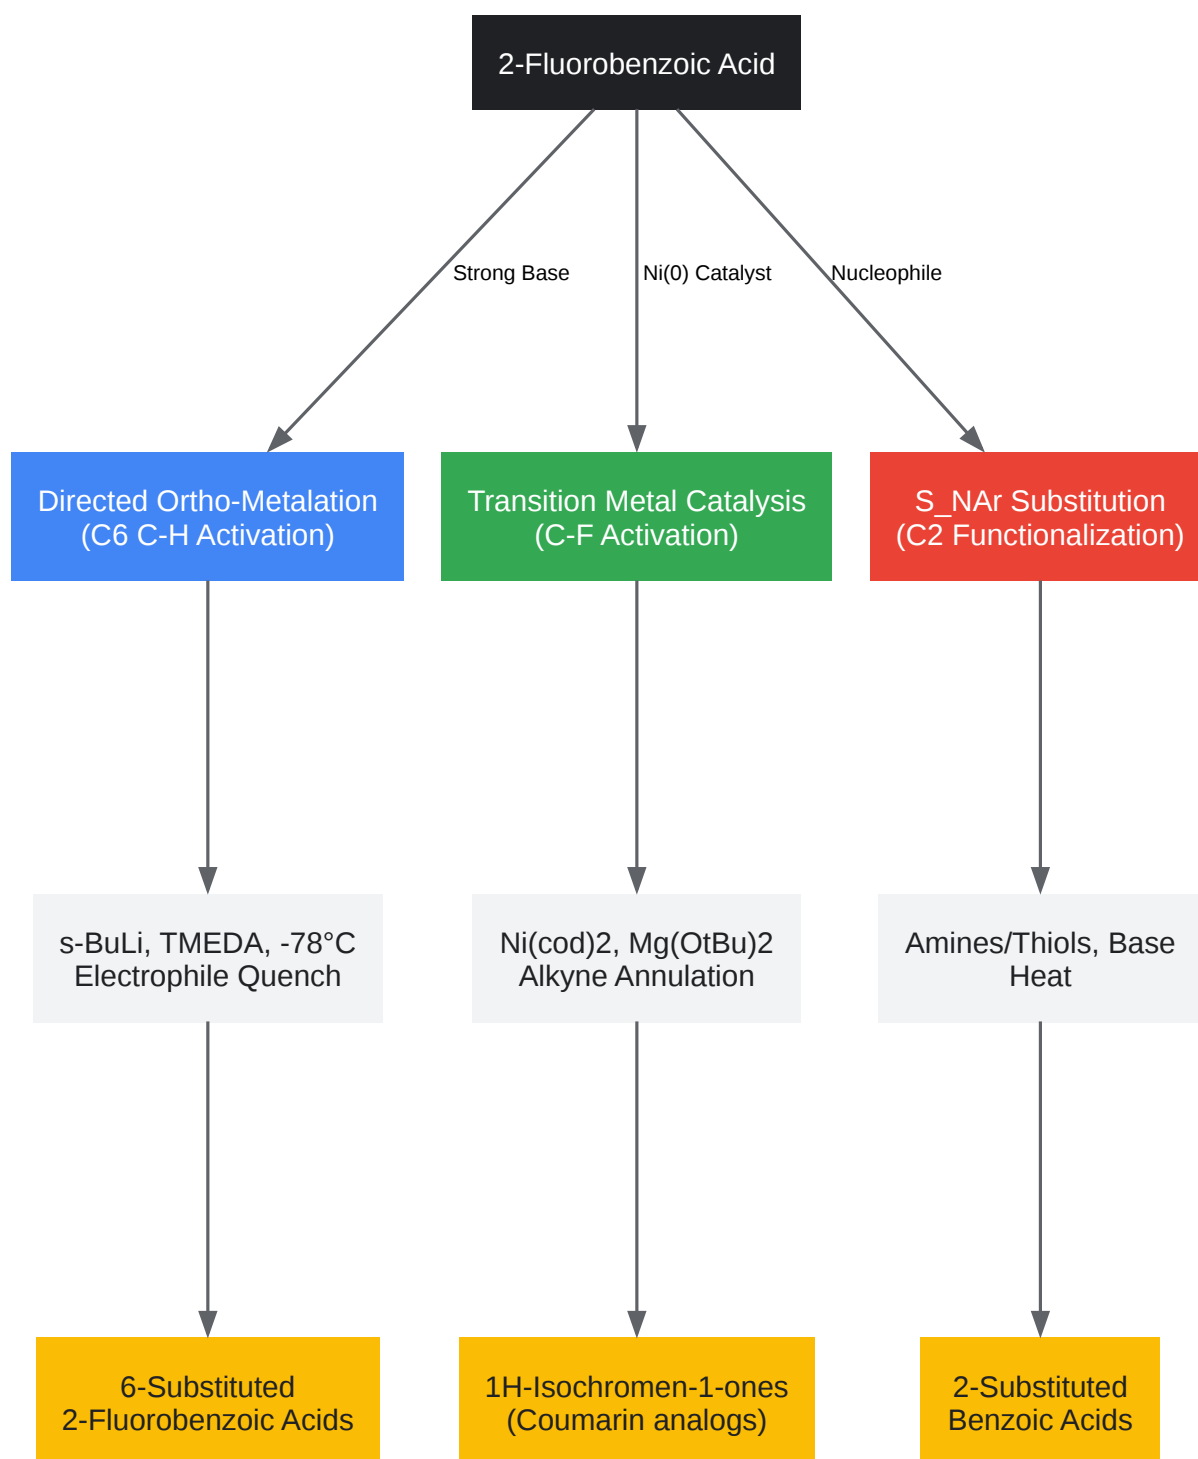 2-Fluorobenzoic Acid
Strong Base
Ni(0) Catalyst
Nucleophile
Directed Ortho-Metalation
(C6 C-H Activation)
Transition Metal Catalysis
(C-F Activation)
S_NAr Substitution
(C2 Functionalization)
s-BuLi, TMEDA, -78°C
Electrophile Quench
Ni(cod)2, Mg(OtBu)2
Alkyne Annulation
Amines/Thiols, Base
Heat
6-Substituted
2-Fluorobenzoic Acids
1H-Isochromen-1-ones
(Coumarin analogs)
2-Substituted
Benzoic Acids